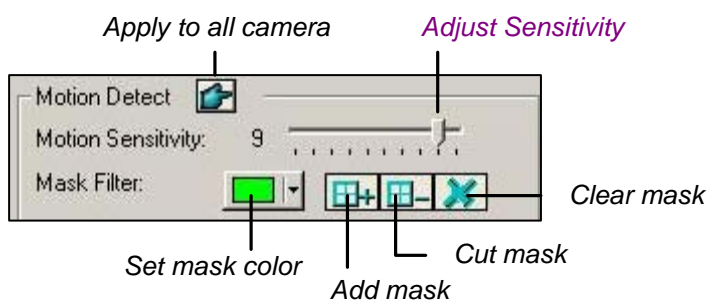 Apply to all camera
Adjust Sensitivity
Motion Detect
Motion Sensitivity: 9
Mask Filter:
Clear mask
Cut mask
Set mask color
Add mask